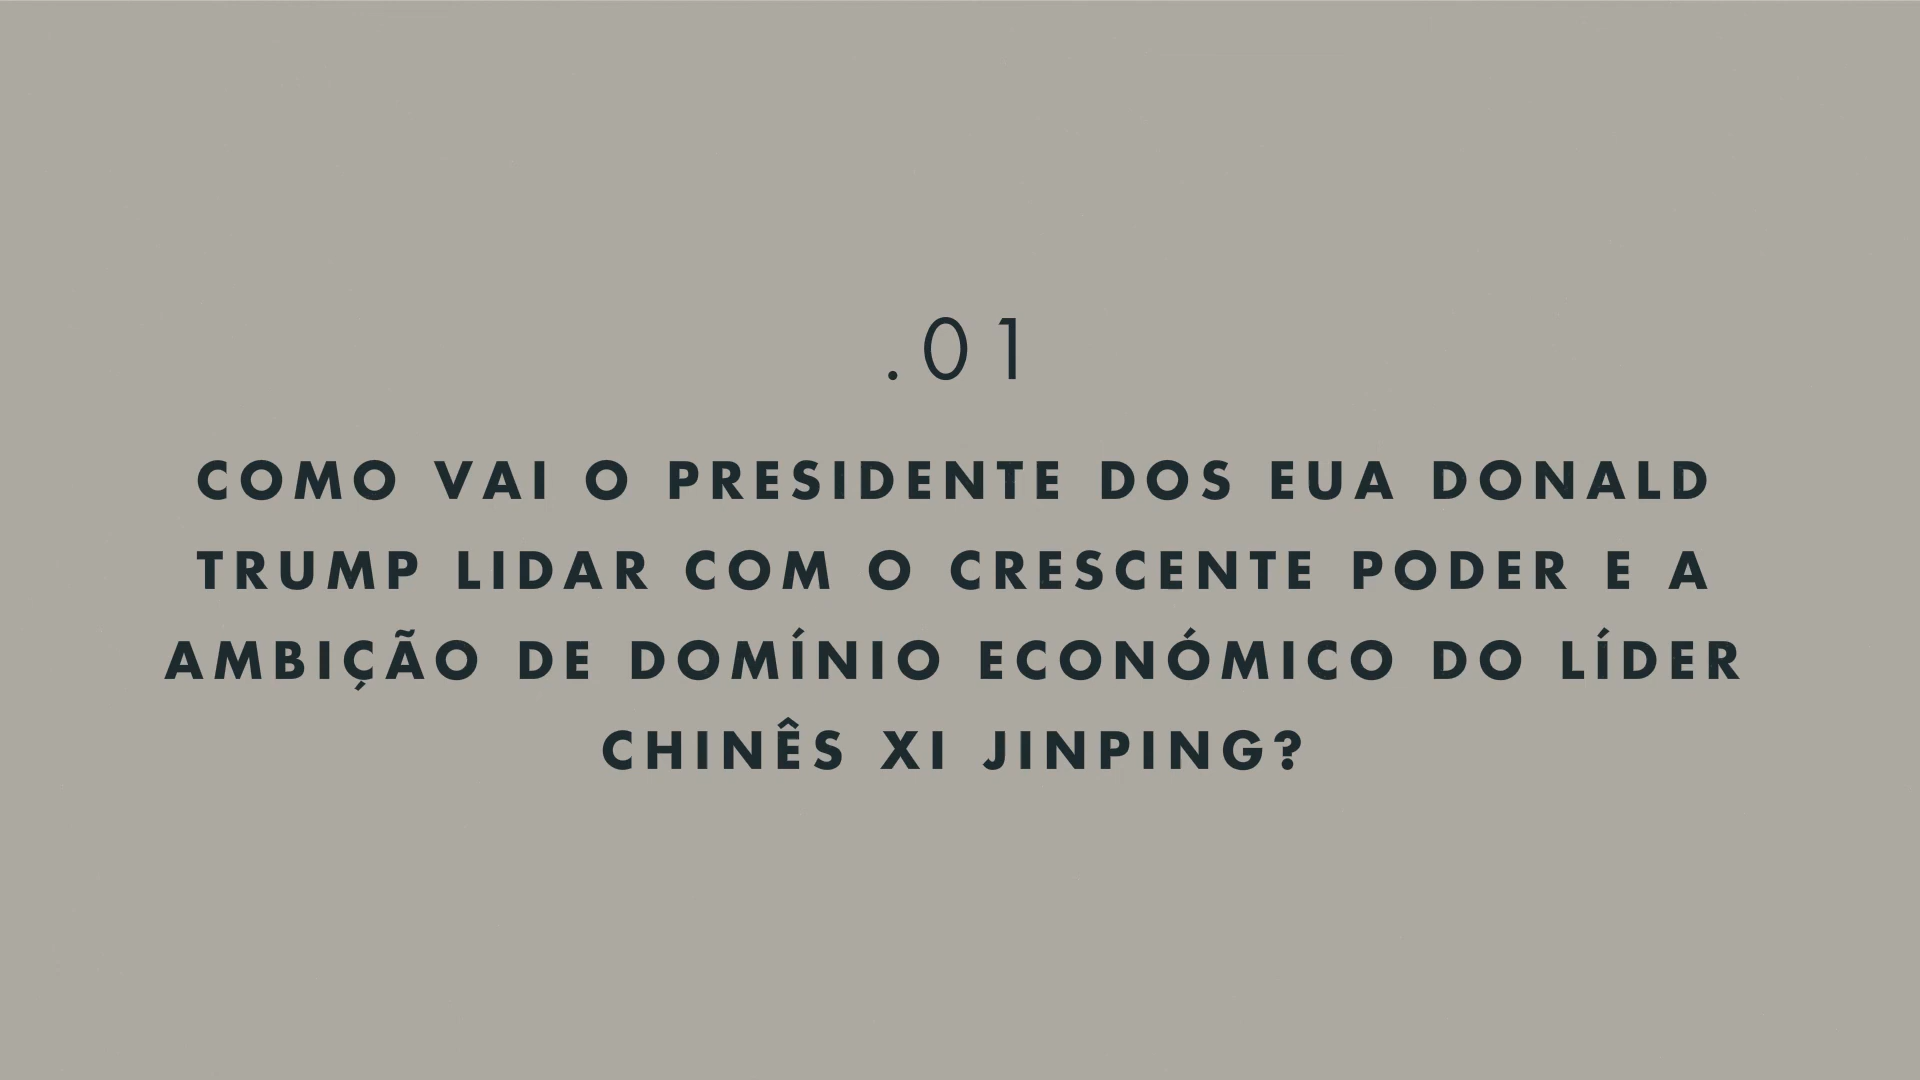 .01
COMO VAI O PRESIDENTE DOS EUA DONALD
TRUMP LIDAR COM O CRESCENTE PODER E A
AMBIÇÃO DE DOMÍNIO ECONÓMICO DO LÍDER
CHINÊS XI JINPING?